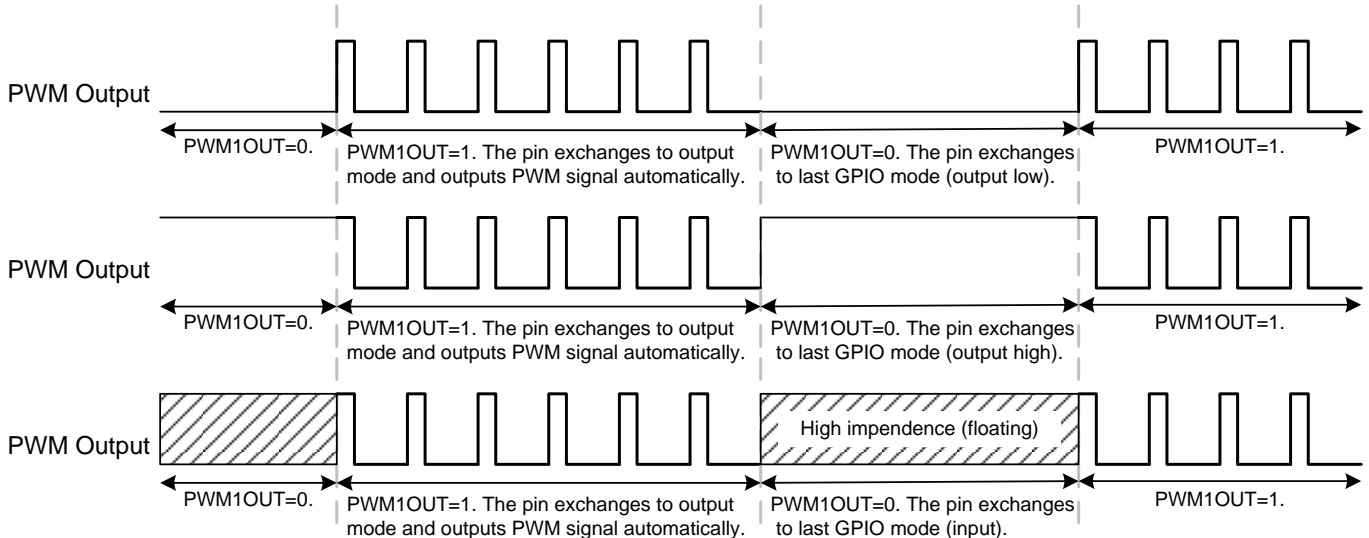 PWM Output
PWM1OUT=0.
PWM1OUT=1. The pin exchanges to output
mode and outputs PWM signal automatically.
PWM1OUT=0. The pin exchanges
to last GPIO mode (output low).
PWM1OUT=1.
PWM Output
PWM1OUT=0.
PWM1OUT=1. The pin exchanges to output
mode and outputs PWM signal automatically.
PWM1OUT=0. The pin exchanges
to last GPIO mode (output high).
PWM1OUT=1.
PWM Output
High impendence (floating)
PWM1OUT=0.
PWM1OUT=1. The pin exchanges to output
mode and outputs PWM signal automatically.
PWM1OUT=0. The pin exchanges
to last GPIO mode (input).
PWM1OUT=1.